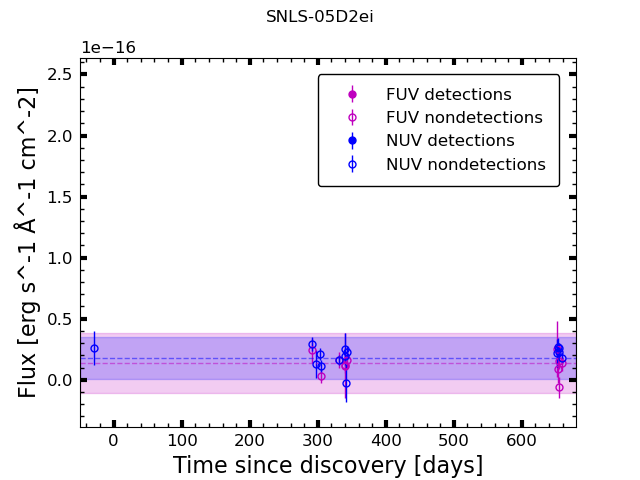 SNLS-05D2ei
1e−16
2.5
2.0
1.5
1.0
0.5
0.0
Flux [erg s^-1 Å^-1 cm^-2]
FUV detections
FUV nondetections
NUV detections
NUV nondetections
0 100 200 300 400 500 600
Time since discovery [days]